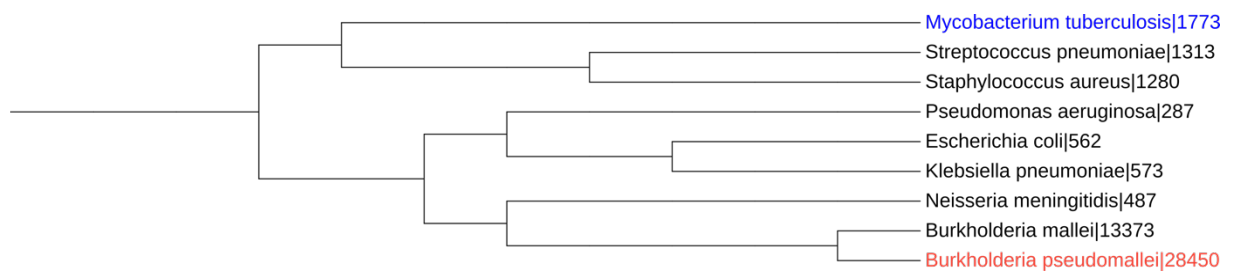 Mycobacterium tuberculosis|1773
Streptococcus pneumoniae|1313
Staphylococcus aureus|1280
Pseudomonas aeruginosa|287
Escherichia coli|562
Klebsiella pneumoniae|573
Neisseria meningitidis|487
Burkholderia mallei|13373
Burkholderia pseudomallei|28450